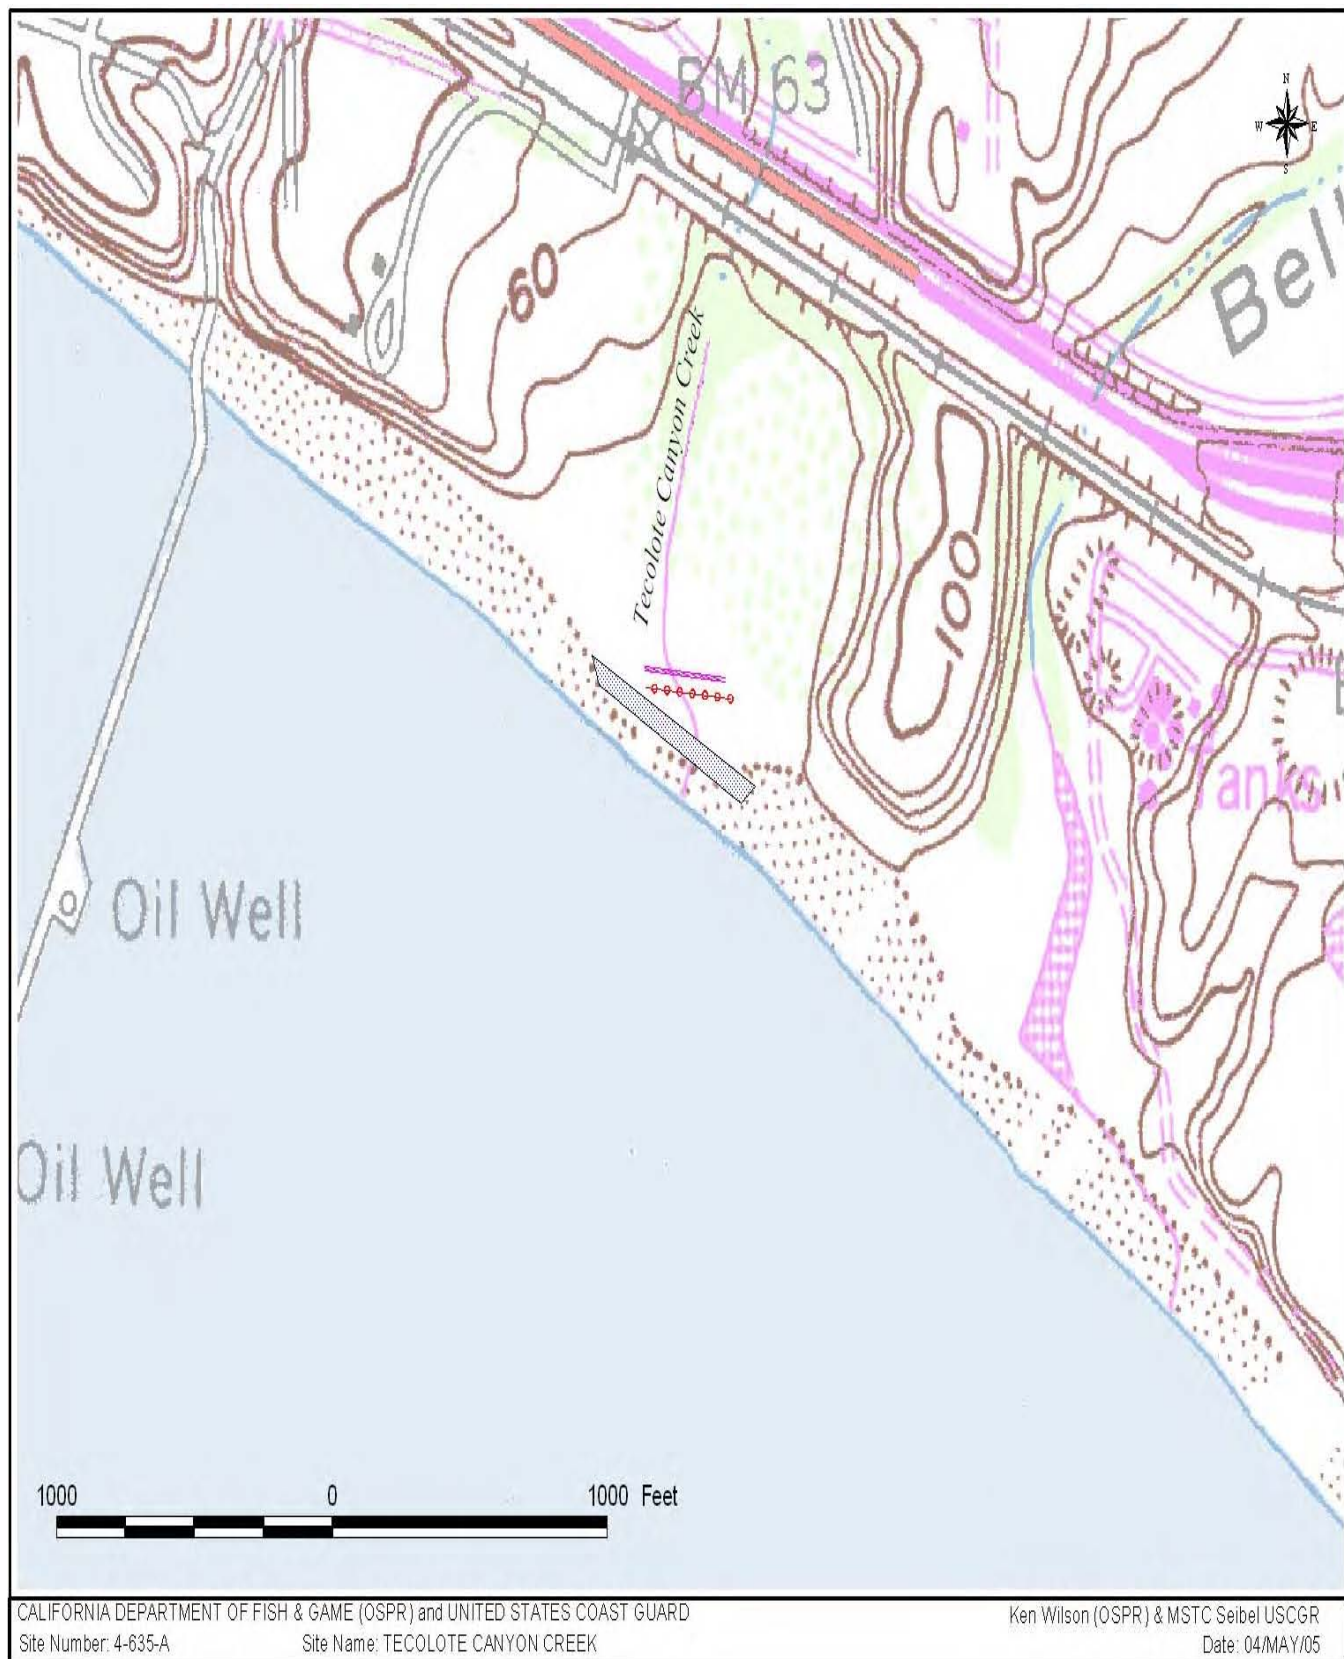 BM 63
N
W E
S
60
Bell
Tecolote Canyon Creek
100
Tanks
Oil Well
Oil Well
1000 0 1000 Feet
CALIFORNIA DEPARTMENT OF FISH & GAME (OSPR) and UNITED STATES COAST GUARD
Ken Wilson (OSPR) & MSTC Seibel USCGR
Site Number: 4-635-A Site Name: TECOLOTE CANYON CREEK
Date: 04/MAY/05